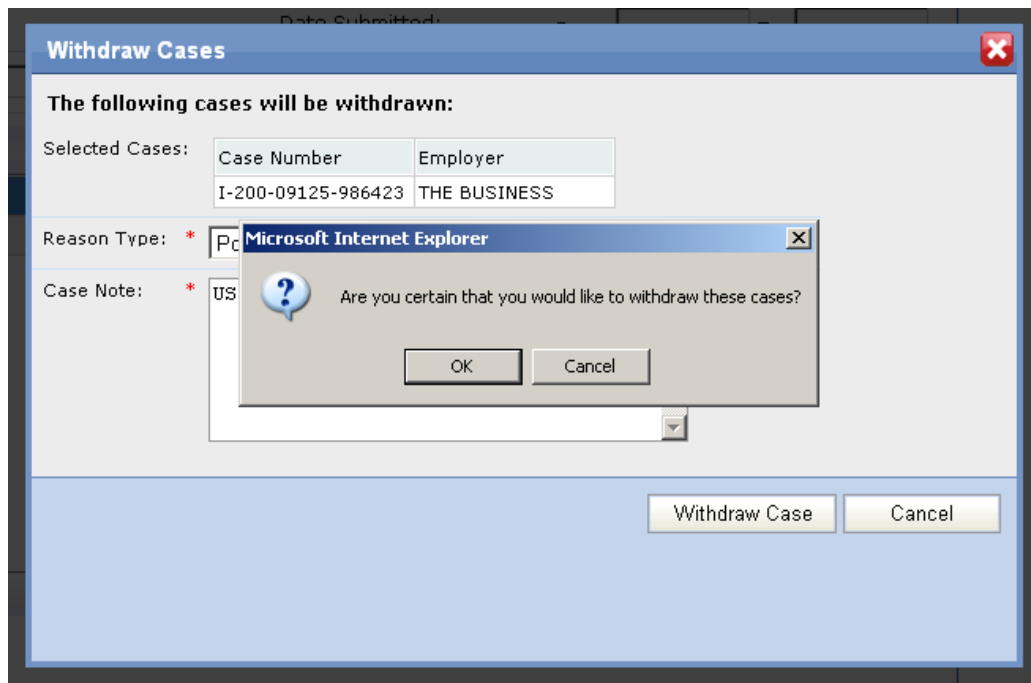 Date Submitted:
Withdraw Cases
The following cases will be withdrawn:
Selected Cases:
Case Number Employer
I-200-09125-986423 THE BUSINESS
Reason Type: *
Microsoft Internet Explorer
Case Note: * US
Are you certain that you would like to withdraw these cases?
OK Cancel
Withdraw Case Cancel